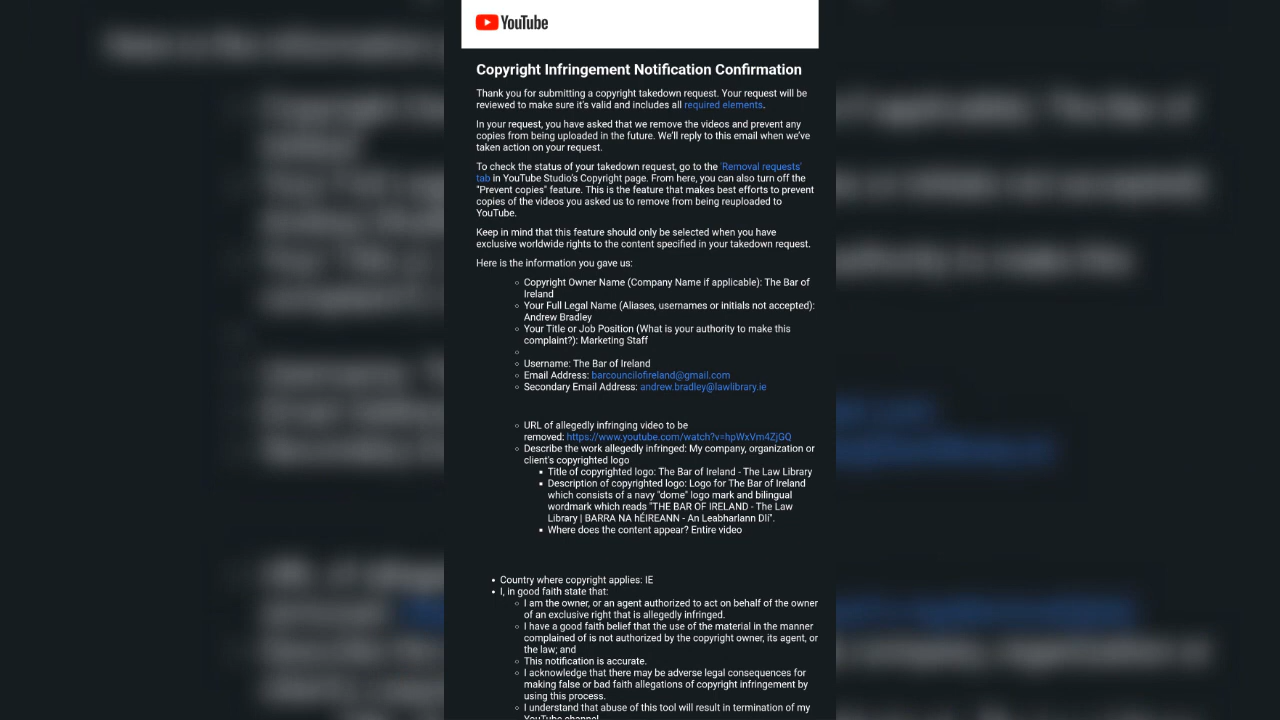 YouTube
Copyright Infringement Notification Confirmation
Thank you for submitting a copyright takedown request. Your request will be
reviewed to make sure it's valid and includes all required elements.
In your request, you have asked that we remove the videos and prevent any
copies from being uploaded in the future. We'll reply to this email when we've
taken action on your request.
To check the status of your takedown request, go to the 'Removal requests'
tab in YouTube Studio's Copyright page. From here, you can also turn off the
"Prevent copies" feature. This is the feature that makes best efforts to prevent
copies of the videos you asked us to remove from being reuploaded to
YouTube.
Keep in mind that this feature should only be selected when you have
exclusive worldwide rights to the content specified in your takedown request.
Here is the information you gave us:
Copyright Owner Name (Company Name if applicable): The Bar of
Ireland
Your Full Legal Name (Aliases, usernames or initials not accepted):
Andrew Bradley
Your Title or Job Position (What is your authority to make this
complaint?): Marketing Staff
Username: The Bar of Ireland
Email Address: barcouncilofireland@gmail.com
Secondary Email Address: andrew.bradley@lawlibrary.ie
URL of allegedly infringing video to be
removed: https://www.youtube.com/watch?v=hpWxVm4ZjGQ
Describe the work allegedly infringed: My company, organization or
client's copyrighted logo
Title of copyrighted logo: The Bar of Ireland - The Law Library
Description of copyrighted logo: Logo for The Bar of Ireland
which consists of a navy "dome" logo mark and bilingual
wordmark which reads "THE BAR OF IRELAND - The Law
Library | BARRA NA hÉIREANN - An Leabharlann Dlí".
Where does the content appear? Entire video
Country where copyright applies: IE
I, in good faith state that:
I am the owner, or an agent authorized to act on behalf of the owner
of an exclusive right that is allegedly infringed.
I have a good faith belief that the use of the material in the manner
complained of is not authorized by the copyright owner, its agent, or
the law; and
This notification is accurate.
I acknowledge that there may be adverse legal consequences for
making false or bad faith allegations of copyright infringement by
using this process.
I understand that abuse of this tool will result in termination of my
YouTube channel.